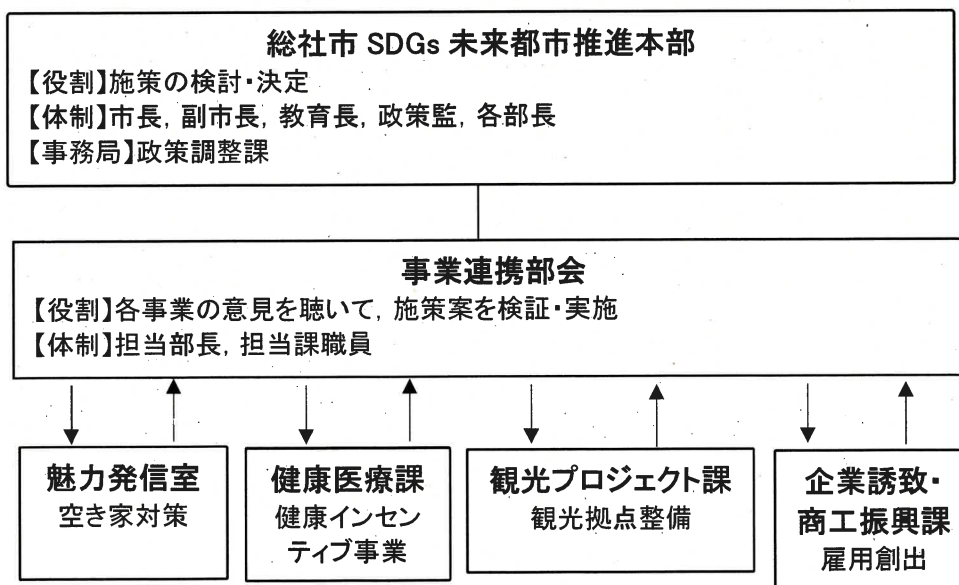 総社市 SDGs 未来都市推進本部
【役割】施策の検討・決定
【体制】市長, 副市長, 教育長, 政策監, 各部長
【事務局】政策調整課
事業連携部会
【役割】各事業の意見を聴いて, 施策案を検証・実施
【体制】担当部長, 担当課職員
魅力発信室
空き家対策
健康医療課
健康インセン
ティブ事業
観光プロジェクト課
観光拠点整備
企業誘致・
商工振興課
雇用創出